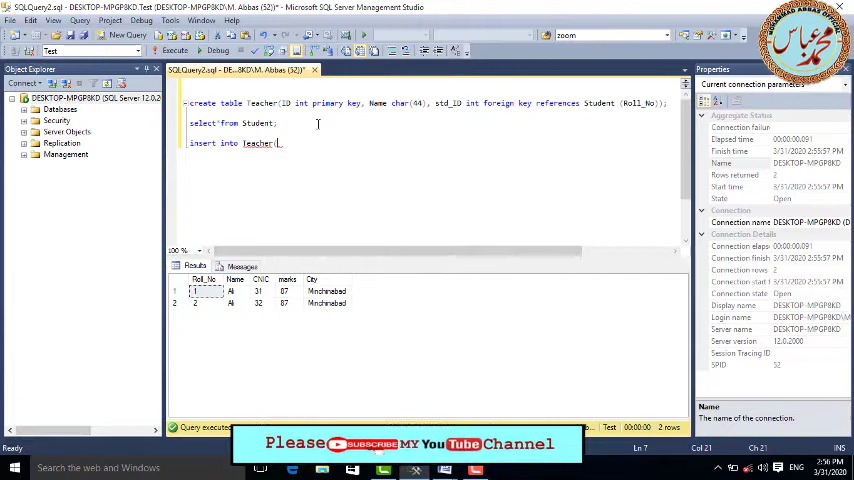 SQLQuery2.sql - DESKTOP-MPGP8KD.Test (DESKTOP-MPGP8KD\M. Abbas (52))* - Microsoft SQL Server Management Studio
File Edit View Query Project Debug Tools Window Help
New Query
zoom
Test
Execute
Debug
محمد عباس
Object Explorer
Connect
DESKTOP-MPGP8KD (SQL Server 12.0.2
Databases
Security
Server Objects
Replication
Management
SQLQuery2.sql - DE...8KD\M. Abbas (52))*
create table Teacher(ID int primary key, Name char(44), std_ID int foreign key references Student (Roll_No));
select*from Student;
insert into Teacher(
100 %
Results Messages
Roll_No Name CNIC marks City
1 1 Ali 31 87 Minchinabad
2 2 Ali 32 87 Minchinabad
Query executed
Test 00:00:00 2 rows
Properties
Current connection parameters
Aggregate Status
Connection failure
Elapsed time 00:00:00.091
Finish time 3/31/2020 2:55:57 PM
Name DESKTOP-MPGP8KD
Rows returned 2
Start time 3/31/2020 2:55:57 PM
State Open
Connection
Connection name DESKTOP-MPGP8KD (D
Connection Details
Connection elaps 00:00:00.091
Connection finish 3/31/2020 2:55:57 PM
Connection rows 2
Connection start 3/31/2020 2:55:57 PM
Connection state Open
Display name DESKTOP-MPGP8KD
Login name DESKTOP-MPGP8KD\M
Server name DESKTOP-MPGP8KD
Server version 12.0.2000
Session Tracing ID
SPID 52
Name
The name of the connection.
Please SUBSCRIBE MY YouTube Channel
Ready
Ln 7 Col 21 Ch 21
Search the web and Windows
ENG 2:56 PM
3/31/2020